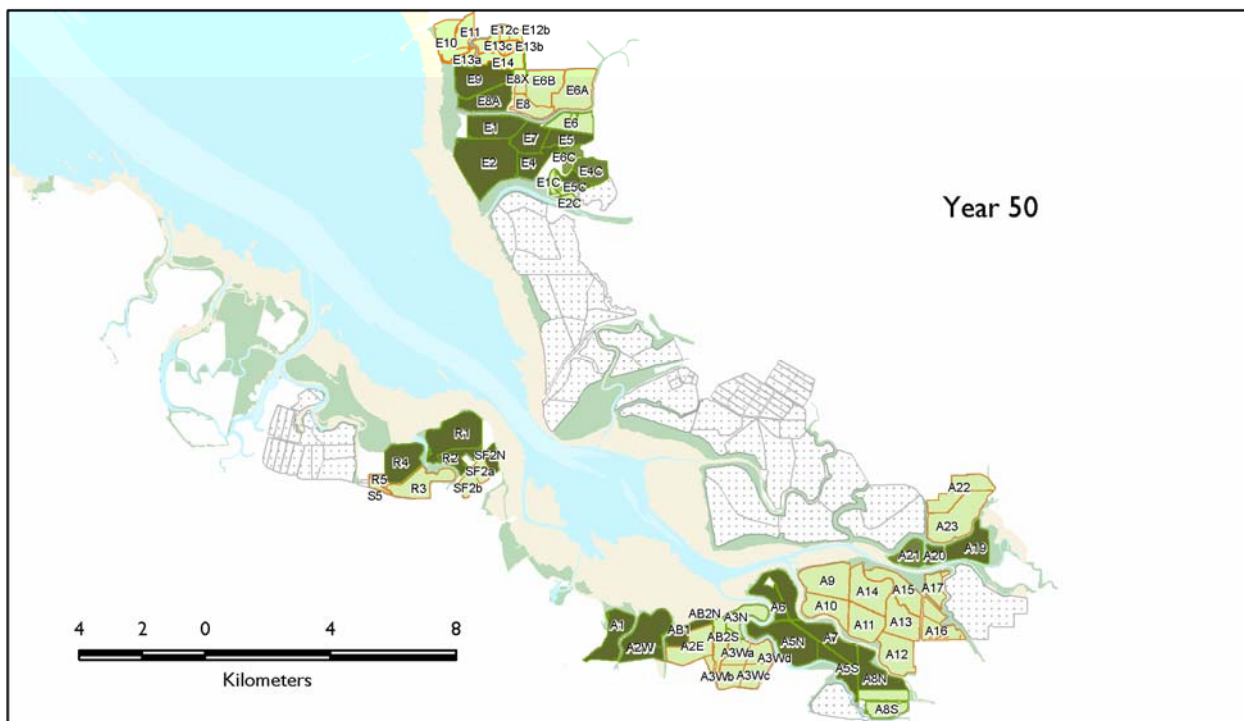 E11 E12c E12b
E10 E13c E13b
E13a E14
E9 E8X E6B
E8A E8 E6A
E1 E7 E6
E5
E2 E4 E6C E4C
E1C E5C
E2C
Year 50
R1
R4 R2 SF2N
SF2a
R5 R3 SF2b
S5
A22
A23
A21 A20 A19
A9 A14 A15 A17
A10 A11 A13 A16
A12
A6
A1 AB2N A3N
AB1 AB2S A5N A7
A2W A2E A3Wa A3Wd
A3Wb A3Wc A5S A8N
A8S
4 2 0 4 8
Kilometers